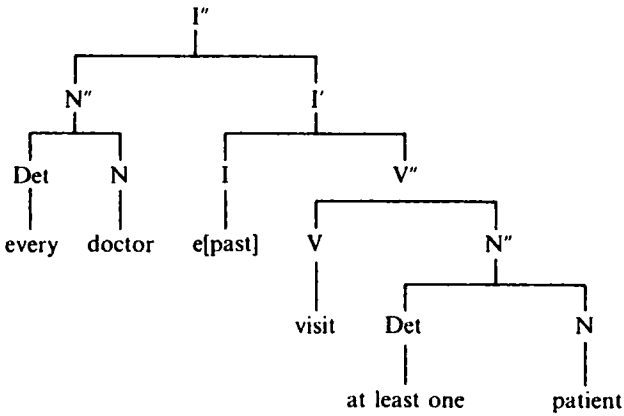 I″
N″ I′
Det N I V″
every doctor e[past] V N″
visit Det N
at least one patient